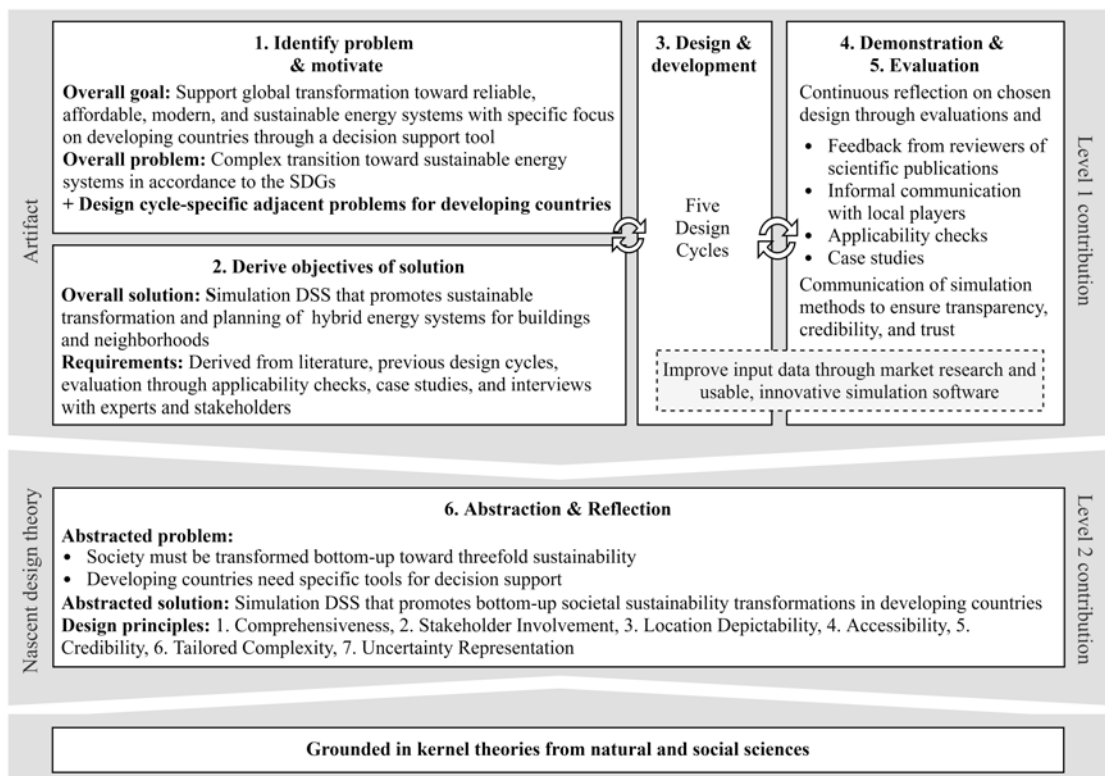 Artifact
1. Identify problem
& motivate
Overall goal: Support global transformation toward reliable,
affordable, modern, and sustainable energy systems with specific focus
on developing countries through a decision support tool
Overall problem: Complex transition toward sustainable energy
systems in accordance to the SDGs
+ Design cycle-specific adjacent problems for developing countries
2. Derive objectives of solution
Overall solution: Simulation DSS that promotes sustainable
transformation and planning of hybrid energy systems for buildings
and neighborhoods
Requirements: Derived from literature, previous design cycles,
evaluation through applicability checks, case studies, and interviews
with experts and stakeholders
3. Design &
development
Five
Design
Cycles
4. Demonstration &
5. Evaluation
Continuous reflection on chosen
design through evaluations and
• Feedback from reviewers of
scientific publications
• Informal communication
with local players
• Applicability checks
• Case studies
Communication of simulation
methods to ensure transparency,
credibility, and trust
Improve input data through market research and
usable, innovative simulation software
Level 1 contribution
Nascent design theory
6. Abstraction & Reflection
Abstracted problem:
• Society must be transformed bottom-up toward threefold sustainability
• Developing countries need specific tools for decision support
Abstracted solution: Simulation DSS that promotes bottom-up societal sustainability transformations in developing countries
Design principles: 1. Comprehensiveness, 2. Stakeholder Involvement, 3. Location Depictability, 4. Accessibility, 5.
Credibility, 6. Tailored Complexity, 7. Uncertainty Representation
Level 2 contribution
Grounded in kernel theories from natural and social sciences